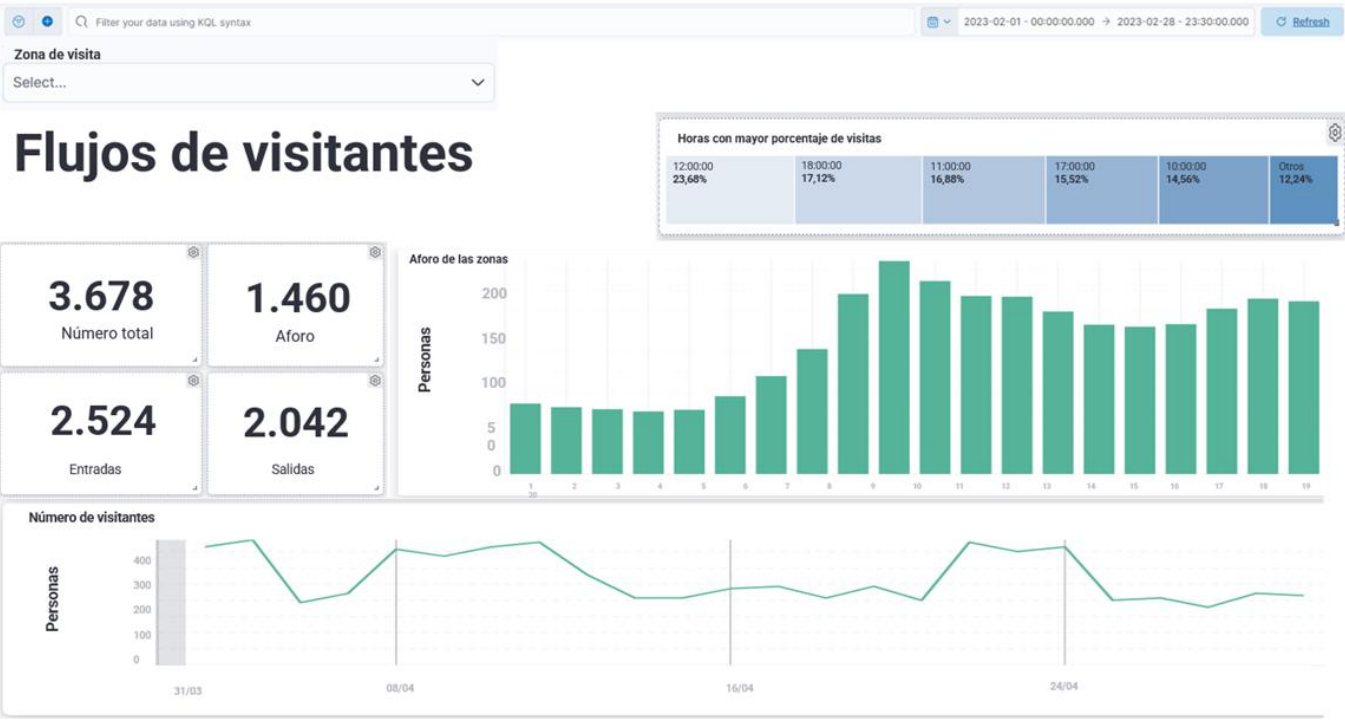 Filter your data using KQL syntax
2023-02-01 - 00:00:00.000 → 2023-02-28 - 23:30:00.000
Refresh
Zona de visita
Select...
Flujos de visitantes
Horas con mayor porcentaje de visitas
12:00:00 18:00:00 11:00:00 17:00:00 10:00:00 Otros
23,68% 17,12% 16,88% 15,52% 14,56% 12,24%
3.678
Número total
1.460
Aforo
2.524
Entradas
2.042
Salidas
Aforo de las zonas
Personas
200
150
100
5
0
0
1 2 3 4 5 6 7 8 9 10 11 12 13 14 15 16 17 18 19
20
Número de visitantes
Personas
400
300
200
100
0
31/03 08/04 16/04 24/04